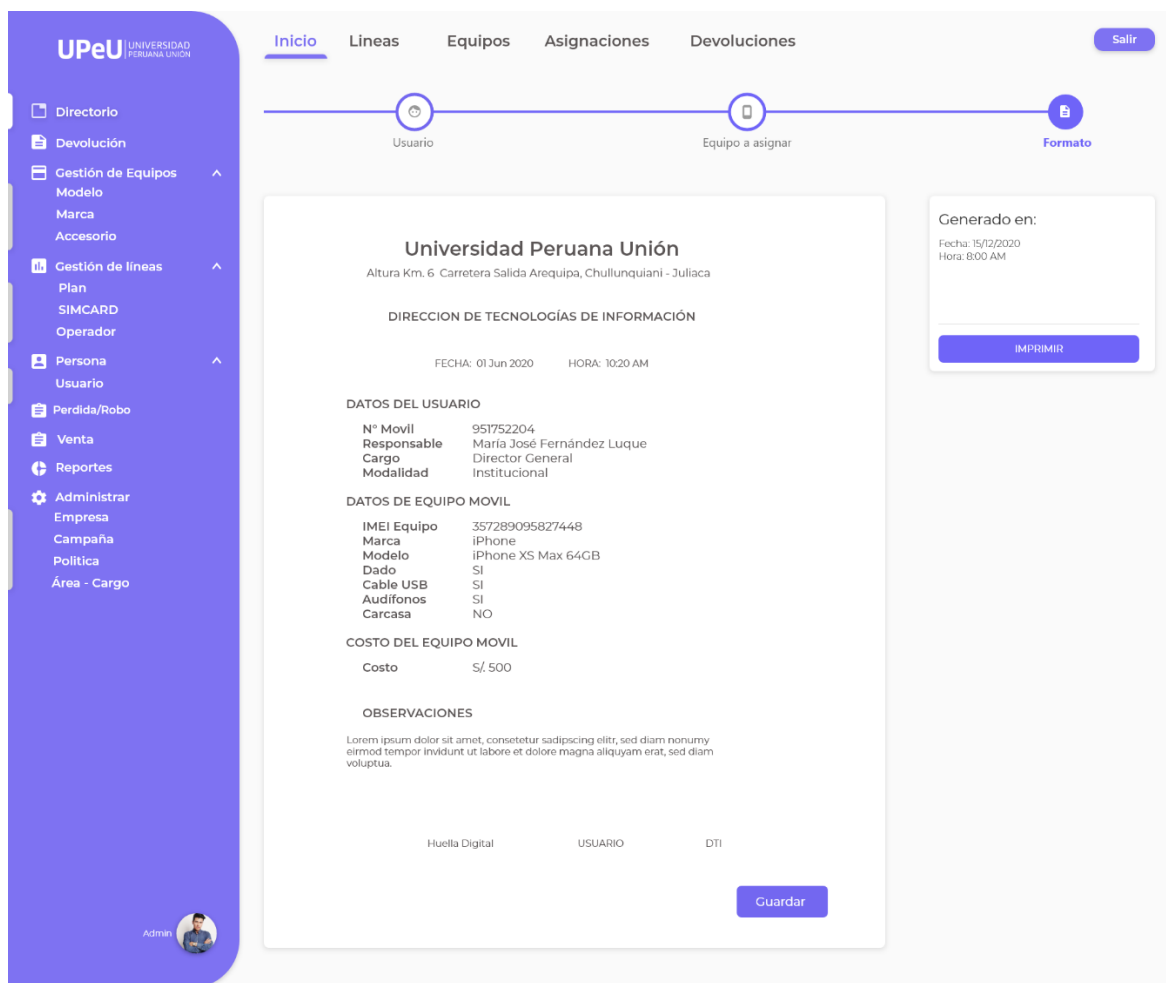 UPeU UNIVERSIDAD
PERUANA UNIÓN
Directorio
Devolución
Gestión de Equipos
Modelo
Marca
Accesorio
Gestión de líneas
Plan
SIMCARD
Operador
Persona
Usuario
Perdida/Robo
Venta
Reportes
Administrar
Empresa
Campaña
Politica
Área - Cargo
Admin
Inicio Lineas Equipos Asignaciones Devoluciones Salir
Usuario Equipo a asignar Formato
Universidad Peruana Unión
Altura Km. 6 Carretera Salida Arequipa, Chullunquiani - Juliaca
DIRECCION DE TECNOLOGÍAS DE INFORMACIÓN
FECHA: 01 Jun 2020 HORA: 10:20 AM
DATOS DEL USUARIO
N° Movil 951752204
Responsable María José Fernández Luque
Cargo Director General
Modalidad Institucional
DATOS DE EQUIPO MOVIL
IMEI Equipo 357289095827448
Marca iPhone
Modelo iPhone XS Max 64GB
Dado SI
Cable USB SI
Audífonos SI
Carcasa NO
COSTO DEL EQUIPO MOVIL
Costo S/. 500
OBSERVACIONES
Lorem ipsum dolor sit amet, consetetur sadipscing elitr, sed diam nonumy
eirmod tempor invidunt ut labore et dolore magna aliquyam erat, sed diam
voluptua.
Huella Digital USUARIO DTI
Guardar
Generado en:
Fecha: 15/12/2020
Hora: 8:00 AM
IMPRIMIR